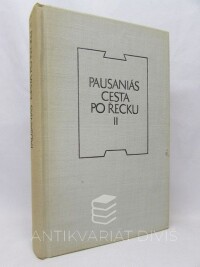 PAUSANIÁS
CESTA
PO ŘECKU
II
ANTIKVARIÁT DIVIŠ